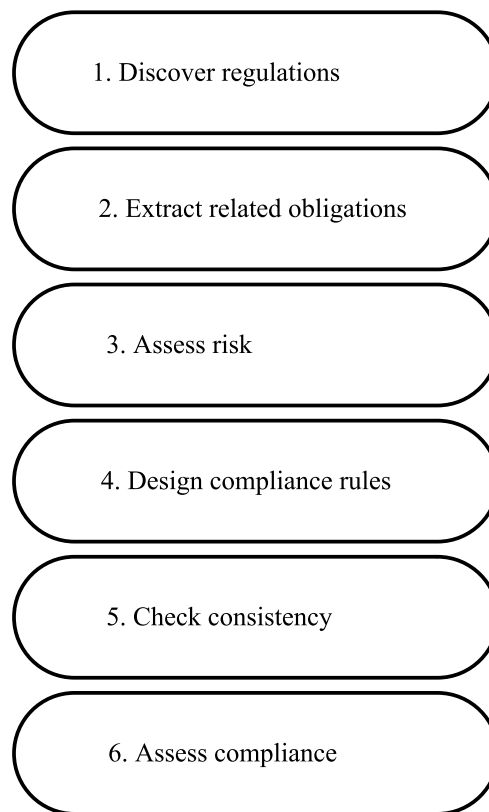 1. Discover regulations
2. Extract related obligations
3. Assess risk
4. Design compliance rules
5. Check consistency
6. Assess compliance